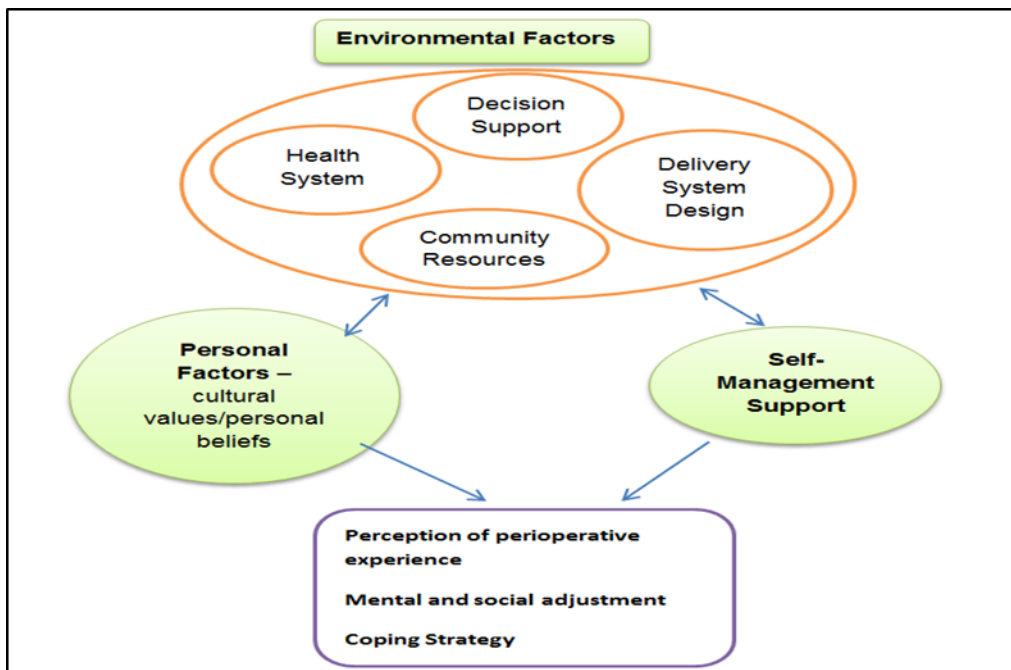 Environmental Factors
Decision
Support
Health
System
Delivery
System
Design
Community
Resources
Personal
Factors –
cultural
values/personal
beliefs
Self-
Management
Support
Perception of perioperative
experience
Mental and social adjustment
Coping Strategy